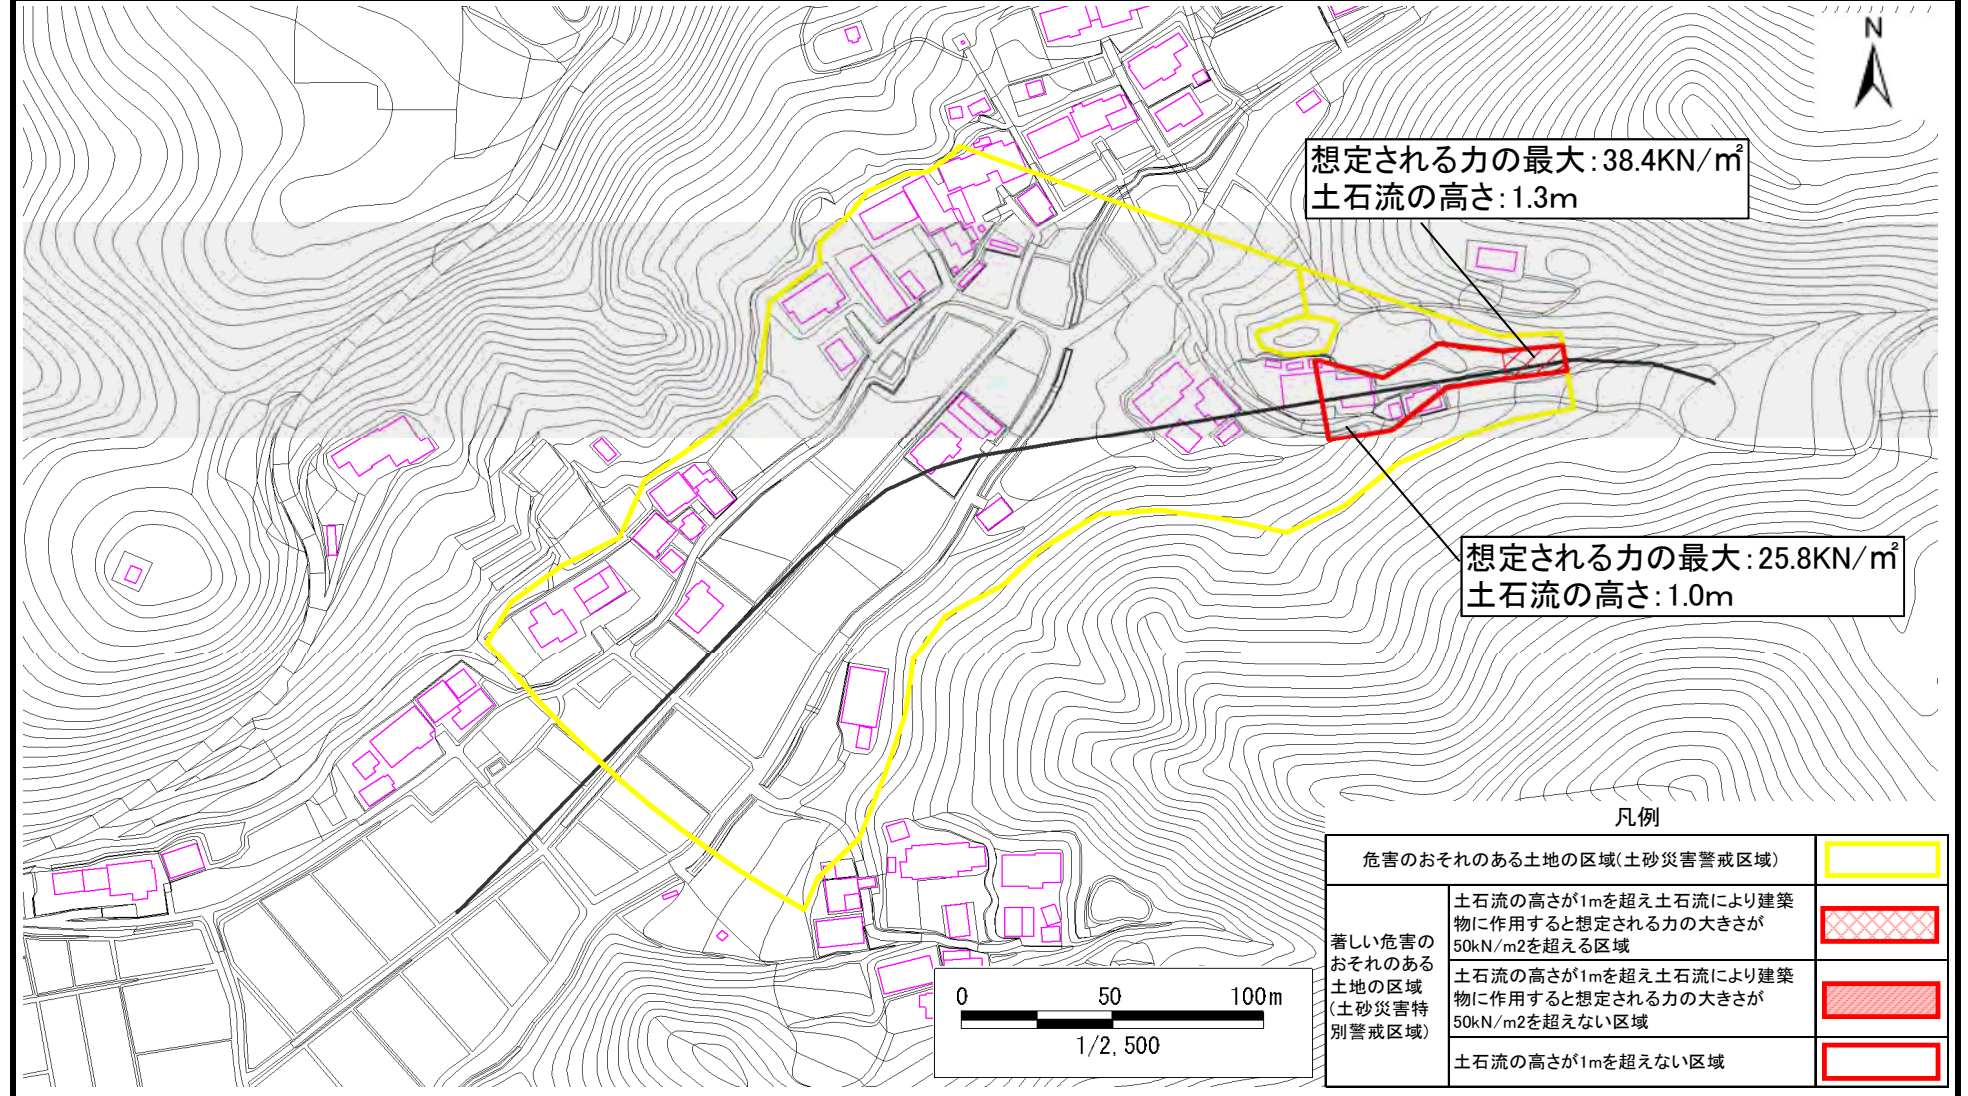 N
想定される力の最大:38.4KN/㎡
土石流の高さ:1.3m
想定される力の最大:25.8KN/㎡
土石流の高さ:1.0m
凡例
危害のおそれのある土地の区域(土砂災害警戒区域)
著しい危害の
おそれのある
土地の区域
(土砂災害特
別警戒区域)
土石流の高さが1mを超え土石流により建築
物に作用すると想定される力の大きさが
50kN/m2を超える区域
土石流の高さが1mを超え土石流により建築
物に作用すると想定される力の大きさが
50kN/m2を超えない区域
土石流の高さが1mを超えない区域
0 50 100m
1/2,500